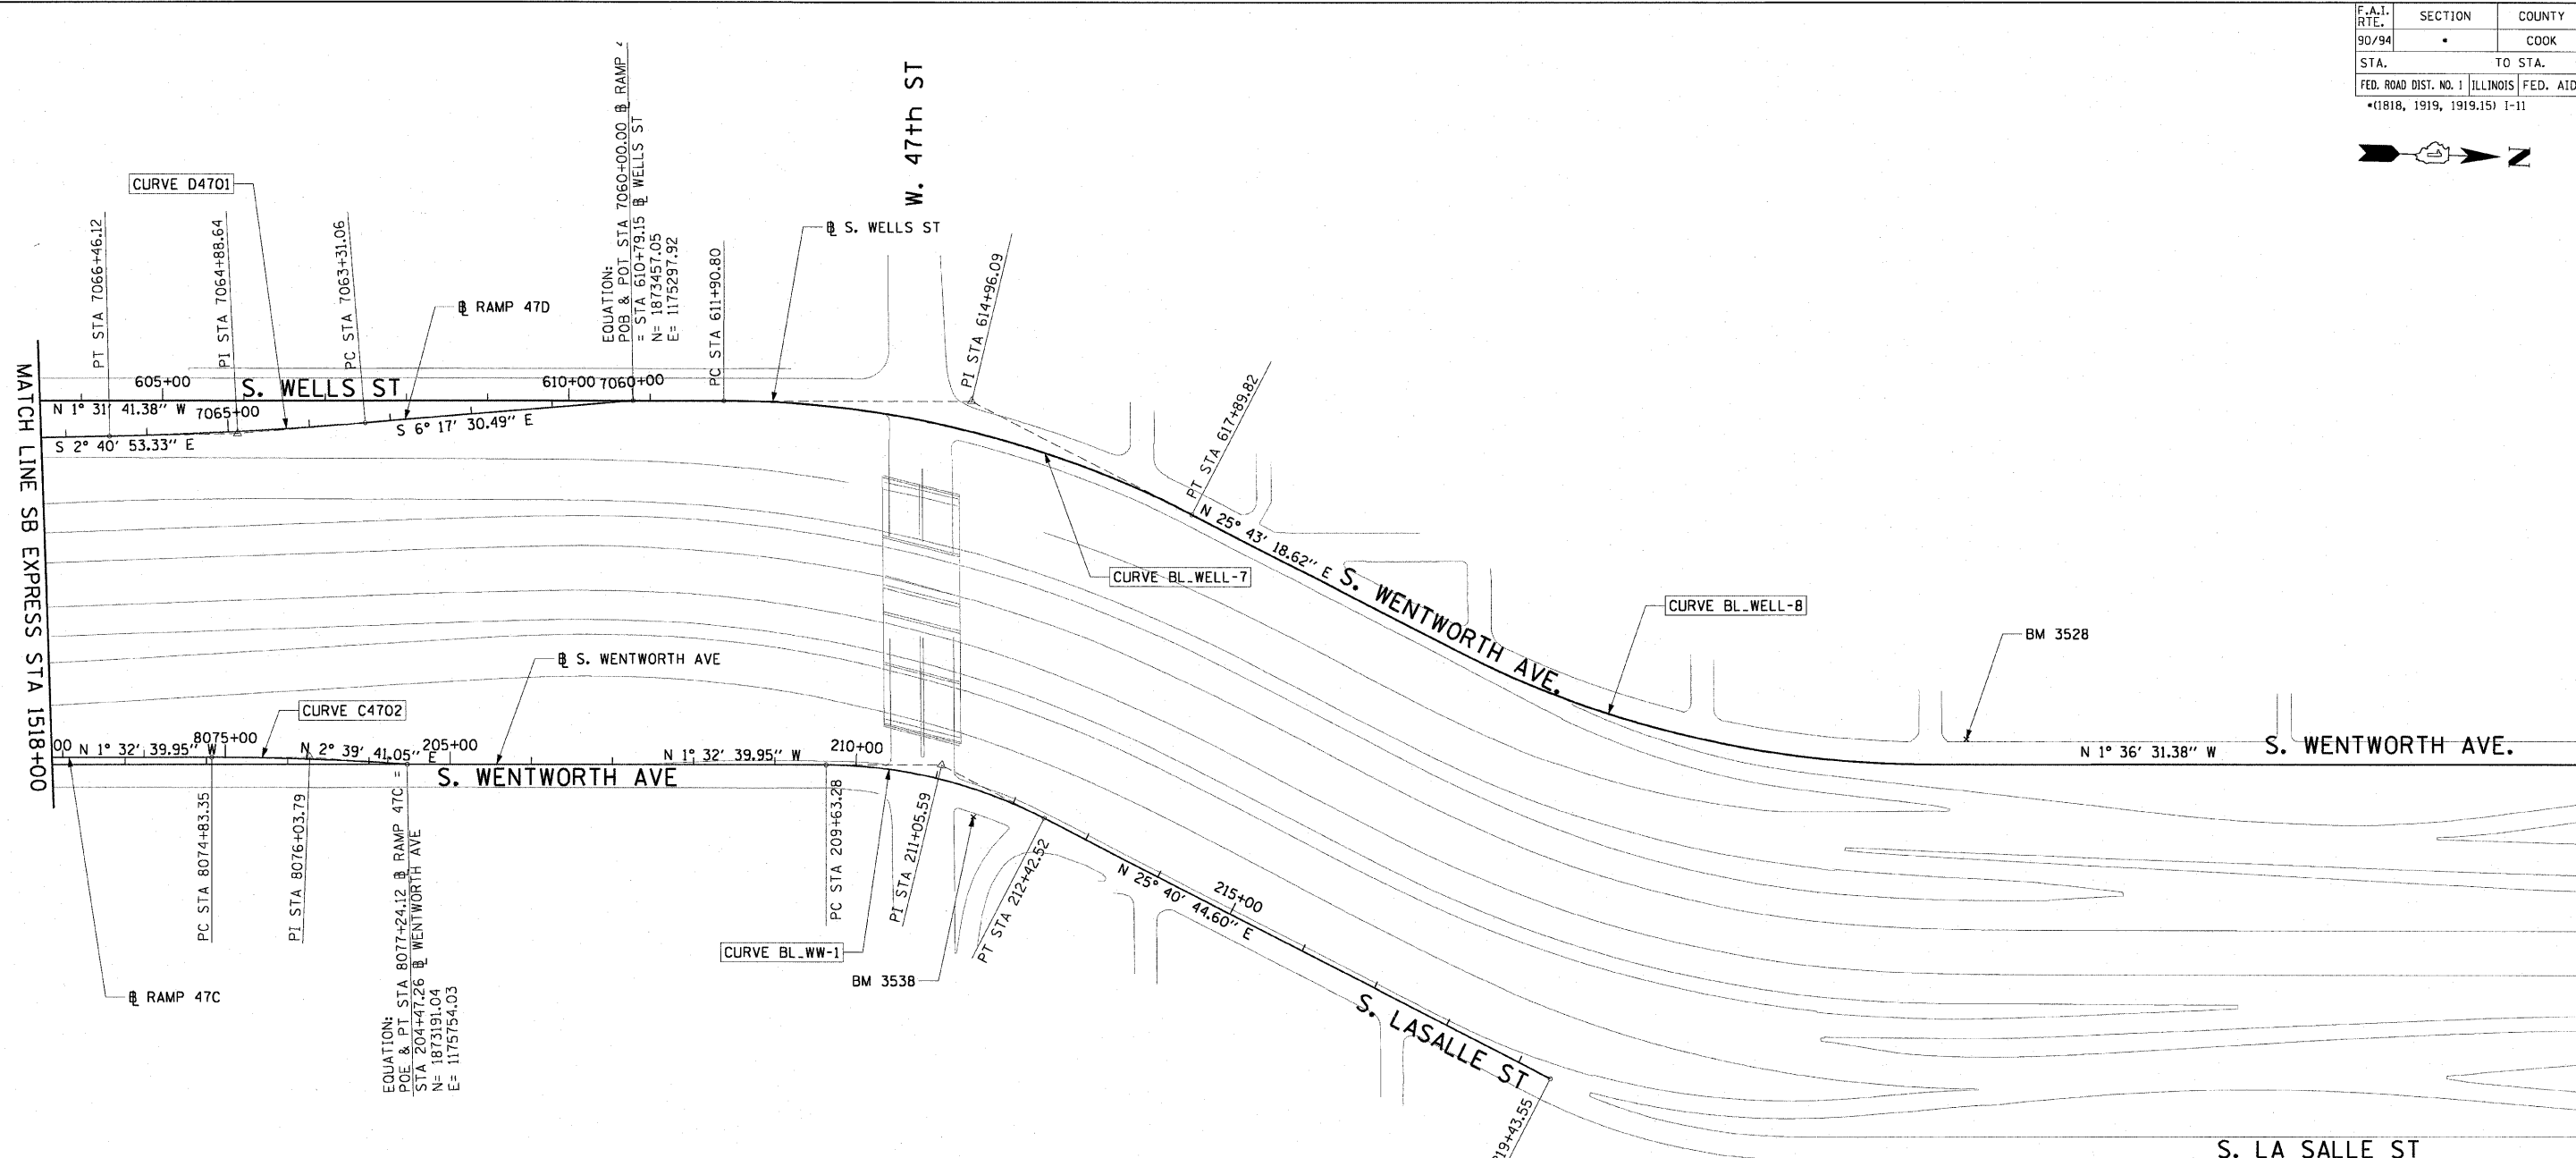 F.A.I. RTE. SECTION COUNTY
90/94 * COOK
STA. TO STA.
FED. ROAD DIST. NO. 1 ILLINOIS FED. AID
*(1818, 1919, 1919.15) I-11
N
W. 47th ST
CURVE D4701
PT STA 7066+46.12
PI STA 7064+88.64
PC STA 7063+31.06
℄ RAMP 47D
EQUATION:
POB & POT STA 7060+00.00 ℄ RAMP
= STA 610+79.15 ℄ WELLS ST
N= 1873457.05
E= 1175297.92
PC STA 611+90.80
℄ S. WELLS ST
PI STA 614+96.09
PT STA 617+89.82
605+00
S. WELLS ST
610+00 7060+00
N 1° 31' 41.38" W
7065+00
S 6° 17' 30.49" E
S 2° 40' 53.33" E
MATCH LINE SB EXPRESS STA 1518+00
N 25° 43' 18.62" E
S. WENTWORTH AVE.
CURVE BL_WELL-7
CURVE BL_WELL-8
BM 3528
℄ S. WENTWORTH AVE
CURVE C4702
00 N 1° 32' 39.95" W
8075+00
N 2° 39' 41.05" E
205+00
N 1° 32' 39.95" W
210+00
S. WENTWORTH AVE
N 1° 36' 31.38" W
S. WENTWORTH AVE.
PC STA 8074+83.35
PI STA 8076+03.79
EQUATION:
POE & PT STA 8077+24.12 ℄ RAMP 47C =
STA 204+47.26 ℄ WENTWORTH AVE
N= 1873191.04
E= 1175754.03
℄ RAMP 47C
PC STA 209+63.28
PI STA 211+05.59
PT STA 212+42.52
CURVE BL_WW-1
BM 3538
N 25° 40' 44.60" E
215+00
S. LASALLE ST
19+43.55
S. LA SALLE ST